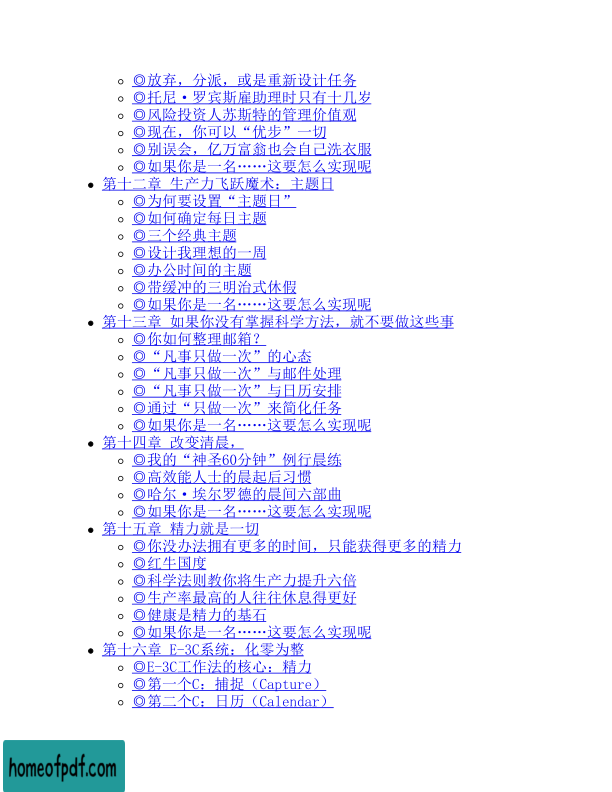 ◎放弃，分派，或是重新设计任务
◎托尼·罗宾斯雇助理时只有十几岁
◎风险投资人苏斯特的管理价值观
◎现在，你可以“优步”一切
◎别误会，亿万富翁也会自己洗衣服
◎如果你是一名……这要怎么实现呢
第十二章 生产力飞跃魔术：主题日
◎为何要设置“主题日”
◎如何确定每日主题
◎三个经典主题
◎设计我理想的一周
◎办公时间的主题
◎带缓冲的三明治式休假
◎如果你是一名……这要怎么实现呢
第十三章 如果你没有掌握科学方法，就不要做这些事
◎你如何整理邮箱？
◎“凡事只做一次”的心态
◎“凡事只做一次”与邮件处理
◎“凡事只做一次”与日历安排
◎通过“只做一次”来简化任务
◎如果你是一名……这要怎么实现呢
第十四章 改变清晨，
◎我的“神圣60分钟”例行晨练
◎高效能人士的晨起后习惯
◎哈尔·埃尔罗德的晨间六部曲
◎如果你是一名……这要怎么实现呢
第十五章 精力就是一切
◎你没办法拥有更多的时间，只能获得更多的精力
◎红牛国度
◎科学法则教你将生产力提升六倍
◎生产率最高的人往往休息得更好
◎健康是精力的基石
◎如果你是一名……这要怎么实现呢
第十六章 E-3C系统：化零为整
◎E-3C工作法的核心：精力
◎第一个C：捕捉（Capture）
◎第二个C：日历（Calendar）
homeofpdf.com